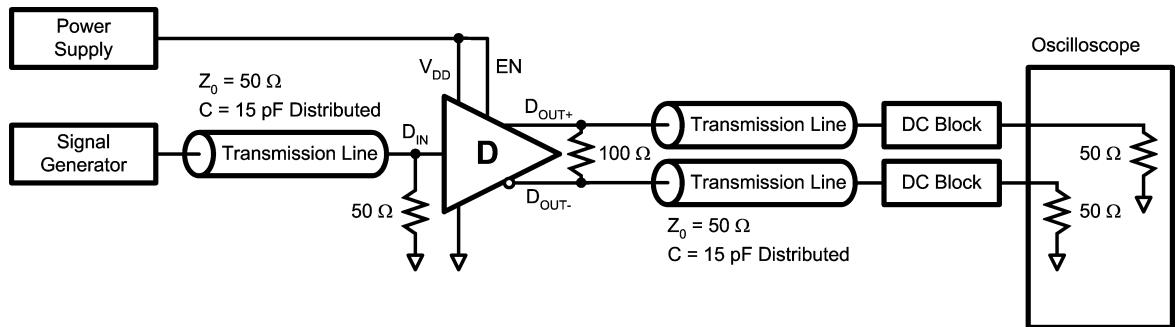 Power
Supply
Oscilloscope
V_DD
EN
Z_0 = 50 Ω
C = 15 pF Distributed
D_OUT+
Transmission Line
DC Block
Signal
Generator
Transmission Line
D_IN
D
100 Ω
50 Ω
Transmission Line
DC Block
50 Ω
D_OUT-
50 Ω
Z_0 = 50 Ω
C = 15 pF Distributed